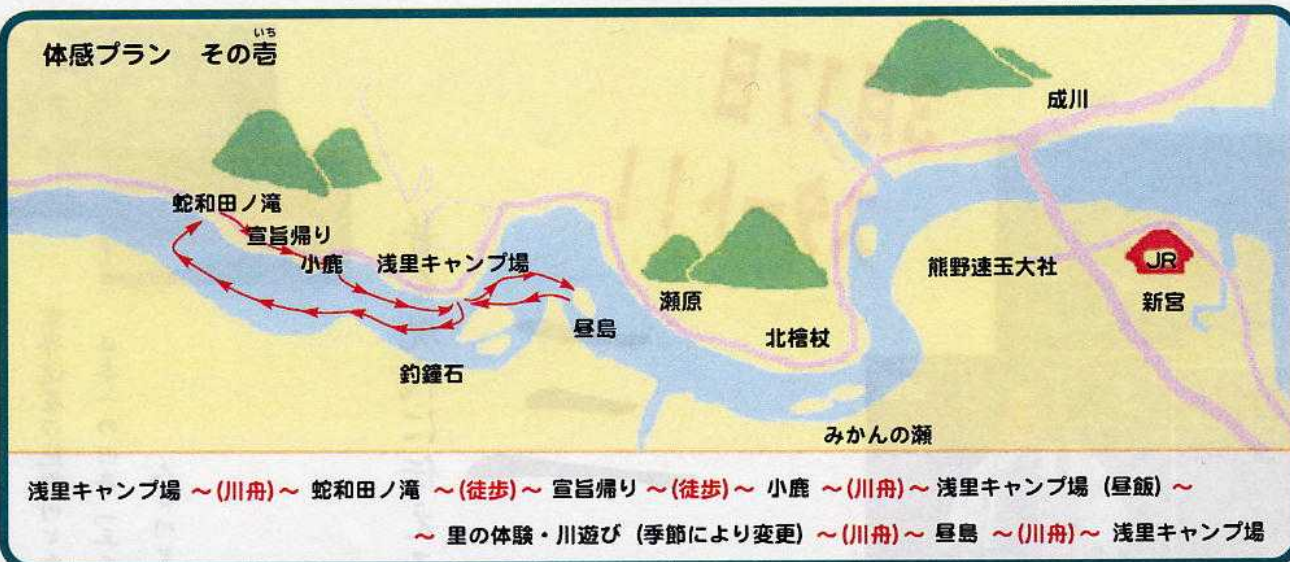 いち
体感プラン その壱
成川
蛇和田ノ滝
宣旨帰り
小鹿
浅里キャンプ場
熊野速玉大社
JR
新宮
瀬原
昼島
北檜杖
釣鐘石
みかんの瀬
浅里キャンプ場 ～(川舟)～ 蛇和田ノ滝 ～(徒歩)～ 宣旨帰り ～(徒歩)～ 小鹿 ～(川舟)～ 浅里キャンプ場 (昼飯) ～
～ 里の体験・川遊び (季節により変更) ～(川舟)～ 昼島 ～(川舟)～ 浅里キャンプ場